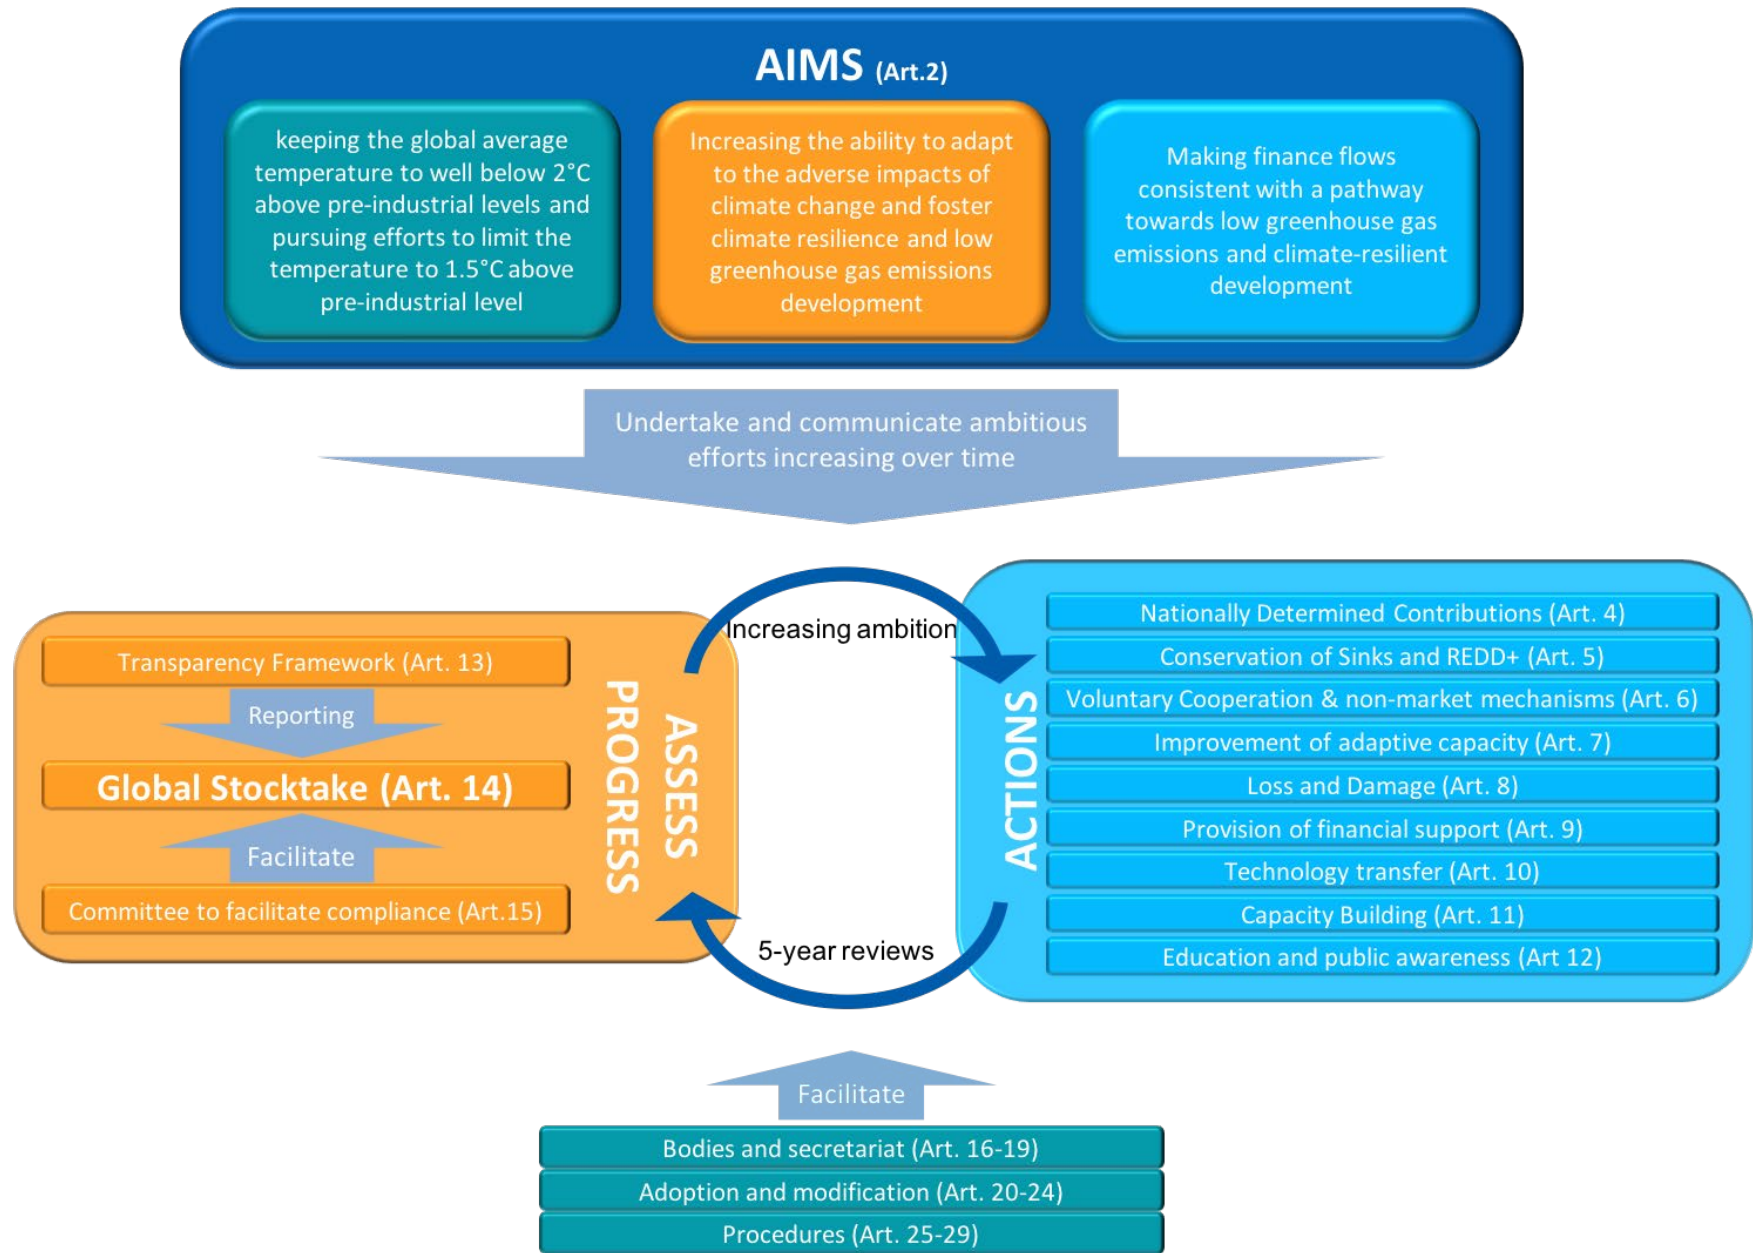 AIMS (Art.2)
keeping the global average
temperature to well below 2°C
above pre-industrial levels and
pursuing efforts to limit the
temperature to 1.5°C above
pre-industrial level
Increasing the ability to adapt
to the adverse impacts of
climate change and foster
climate resilience and low
greenhouse gas emissions
development
Making finance flows
consistent with a pathway
towards low greenhouse gas
emissions and climate-resilient
development
Undertake and communicate ambitious
efforts increasing over time
Transparency Framework (Art. 13)
Reporting
Global Stocktake (Art. 14)
Facilitate
Committee to facilitate compliance (Art.15)
ASSESS
PROGRESS
Increasing ambition
5-year reviews
ACTIONS
Nationally Determined Contributions (Art. 4)
Conservation of Sinks and REDD+ (Art. 5)
Voluntary Cooperation & non-market mechanisms (Art. 6)
Improvement of adaptive capacity (Art. 7)
Loss and Damage (Art. 8)
Provision of financial support (Art. 9)
Technology transfer (Art. 10)
Capacity Building (Art. 11)
Education and public awareness (Art 12)
Facilitate
Bodies and secretariat (Art. 16-19)
Adoption and modification (Art. 20-24)
Procedures (Art. 25-29)